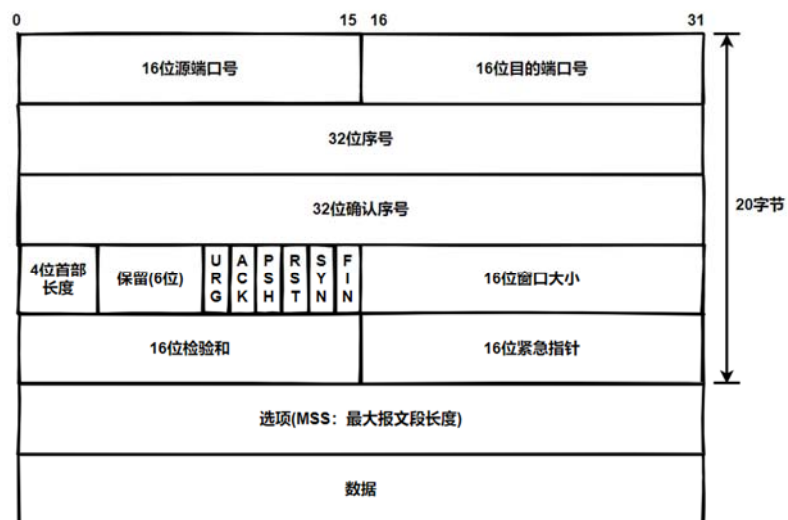 0 15 16 31
16位源端口号 16位目的端口号
32位序号
32位确认序号
20字节
4位首部
长度
保留(6位)
URG
ACK
PSH
RST
SYN
FIN
16位窗口大小
16位检验和 16位紧急指针
选项(MSS：最大报文段长度)
数据